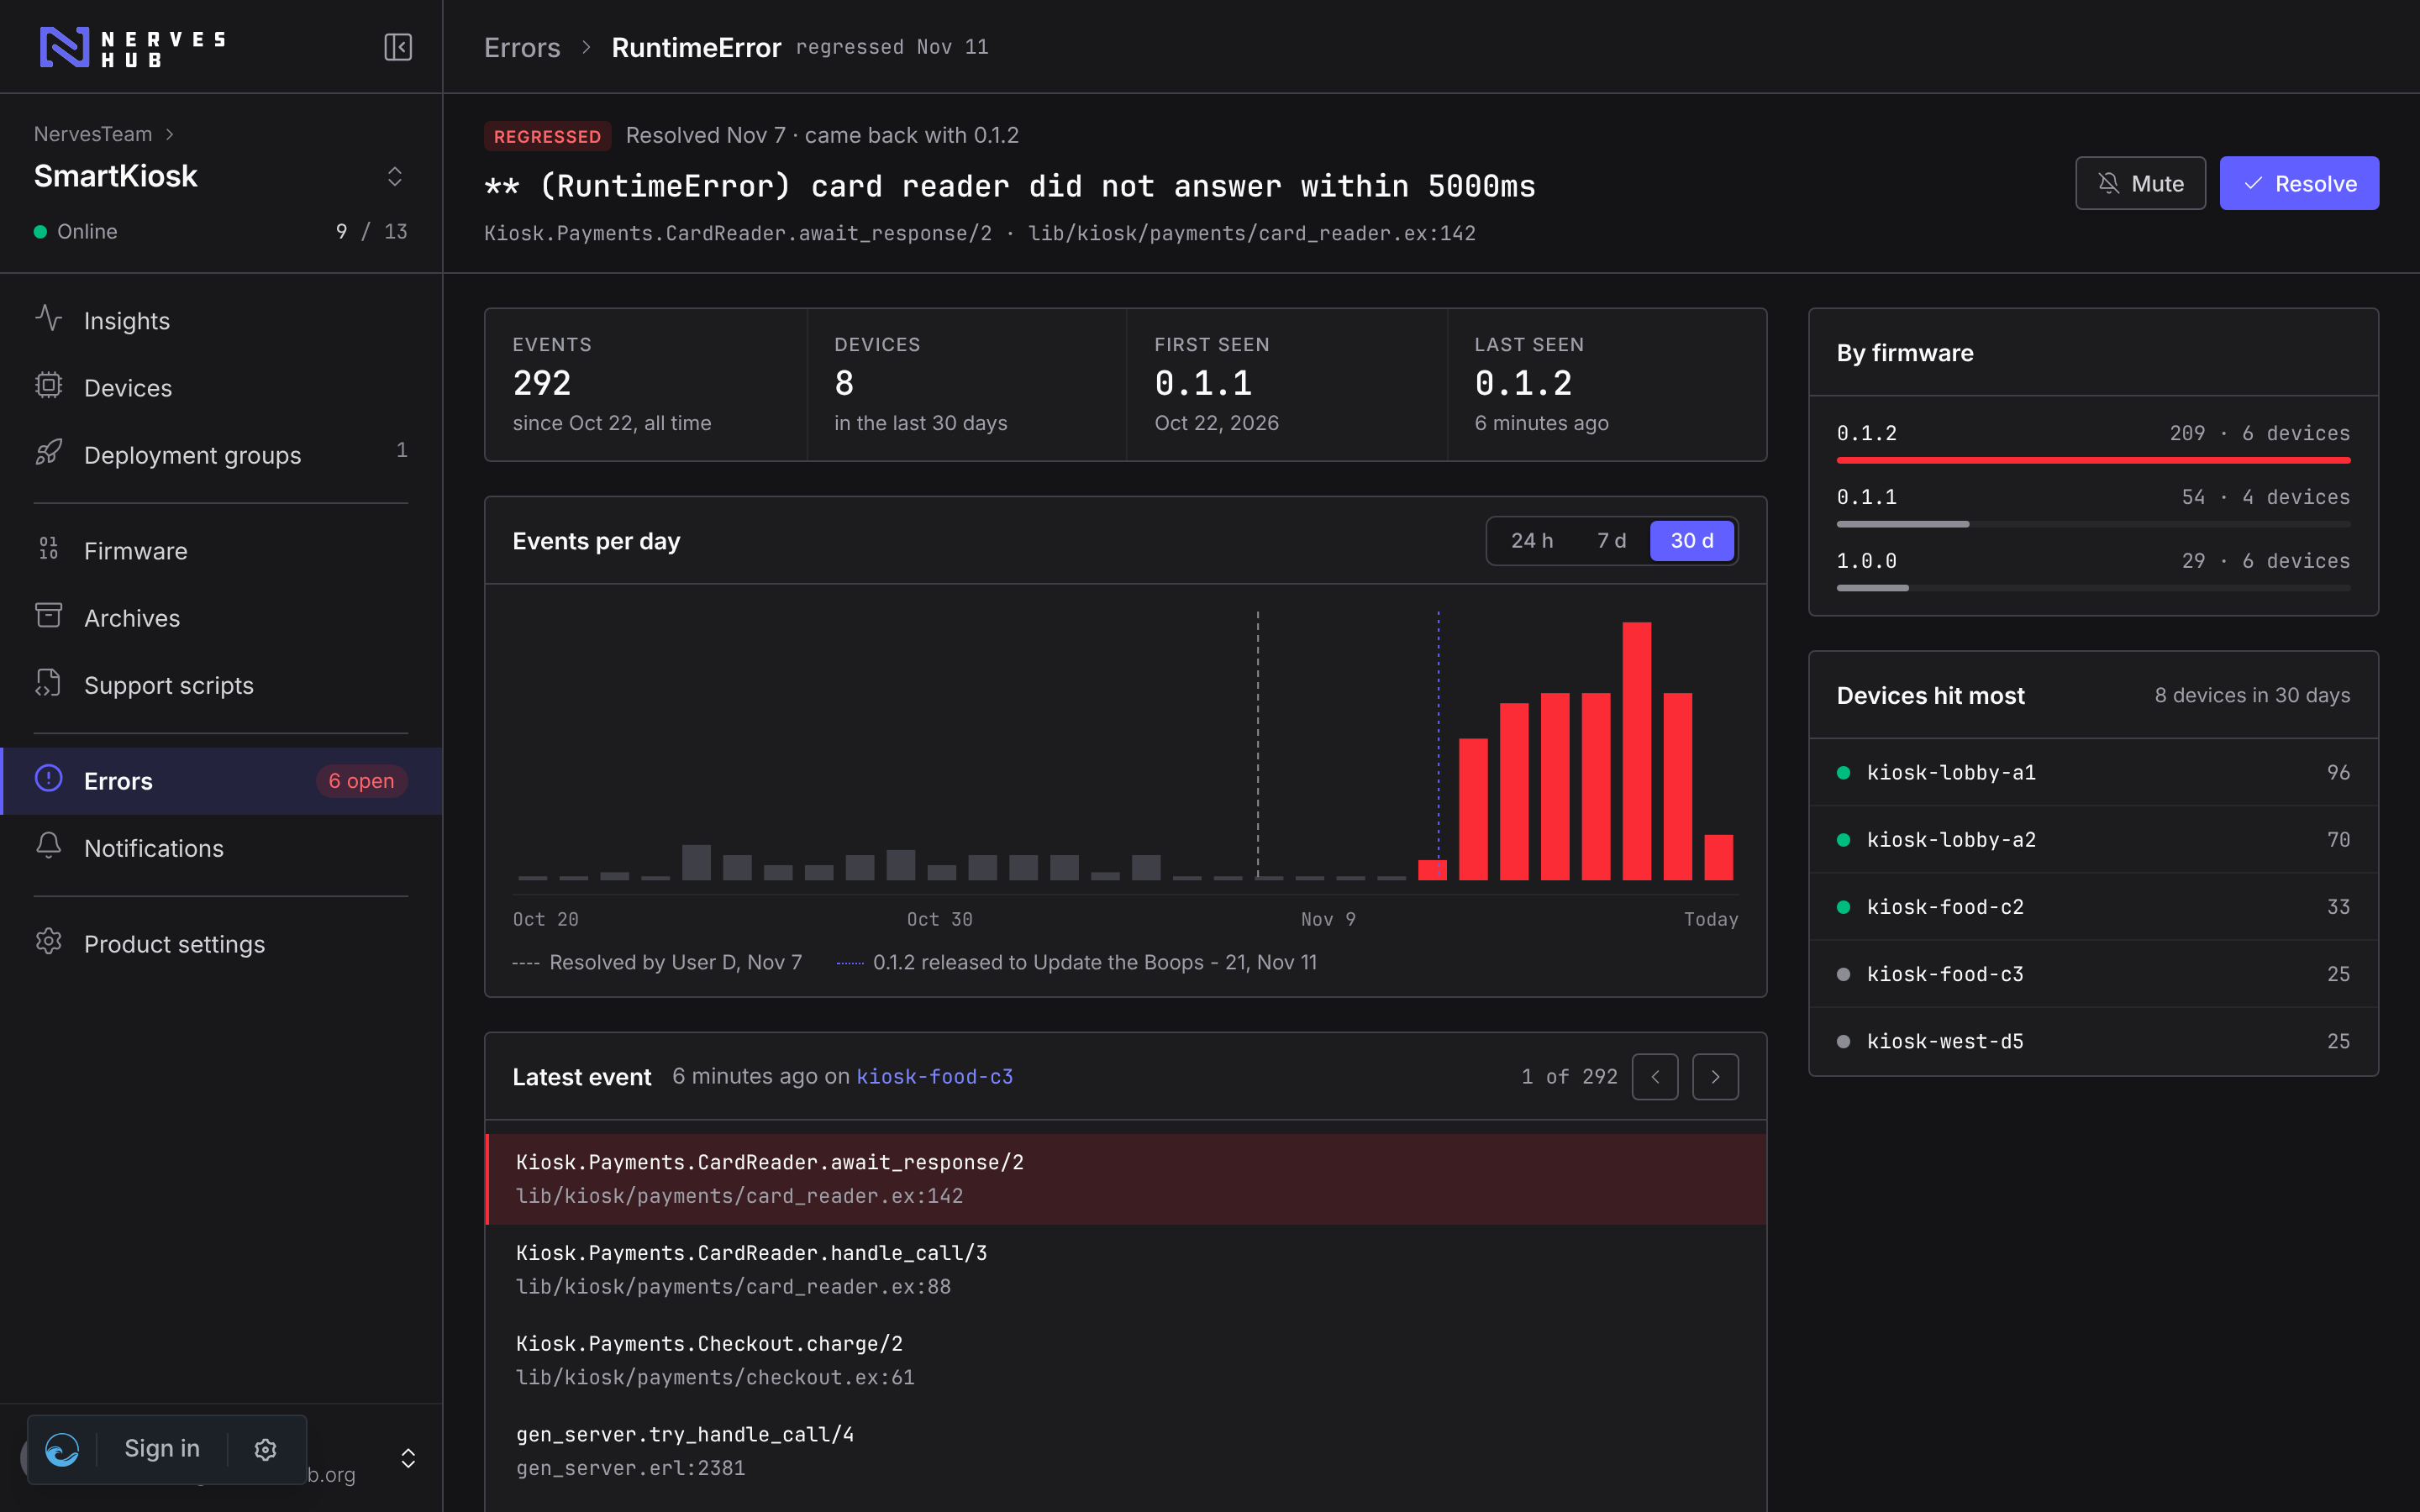 NERVES
HUB
Errors > RuntimeError regressed Nov 11
NervesTeam >
SmartKiosk
Online 9 / 13
Insights
Devices
Deployment groups 1
Firmware
Archives
Support scripts
Errors 6 open
Notifications
Product settings
Sign in
b.org
REGRESSED Resolved Nov 7 · came back with 0.1.2
** (RuntimeError) card reader did not answer within 5000ms
Kiosk.Payments.CardReader.await_response/2 · lib/kiosk/payments/card_reader.ex:142
Mute
Resolve
EVENTS
292
since Oct 22, all time
DEVICES
8
in the last 30 days
FIRST SEEN
0.1.1
Oct 22, 2026
LAST SEEN
0.1.2
6 minutes ago
Events per day
24 h 7 d 30 d
Oct 20 Oct 30 Nov 9 Today
Resolved by User D, Nov 7 0.1.2 released to Update the Boops - 21, Nov 11
Latest event 6 minutes ago on kiosk-food-c3 1 of 292
Kiosk.Payments.CardReader.await_response/2
lib/kiosk/payments/card_reader.ex:142
Kiosk.Payments.CardReader.handle_call/3
lib/kiosk/payments/card_reader.ex:88
Kiosk.Payments.Checkout.charge/2
lib/kiosk/payments/checkout.ex:61
gen_server.try_handle_call/4
gen_server.erl:2381
By firmware
0.1.2 209 · 6 devices
0.1.1 54 · 4 devices
1.0.0 29 · 6 devices
Devices hit most 8 devices in 30 days
kiosk-lobby-a1 96
kiosk-lobby-a2 70
kiosk-food-c2 33
kiosk-food-c3 25
kiosk-west-d5 25